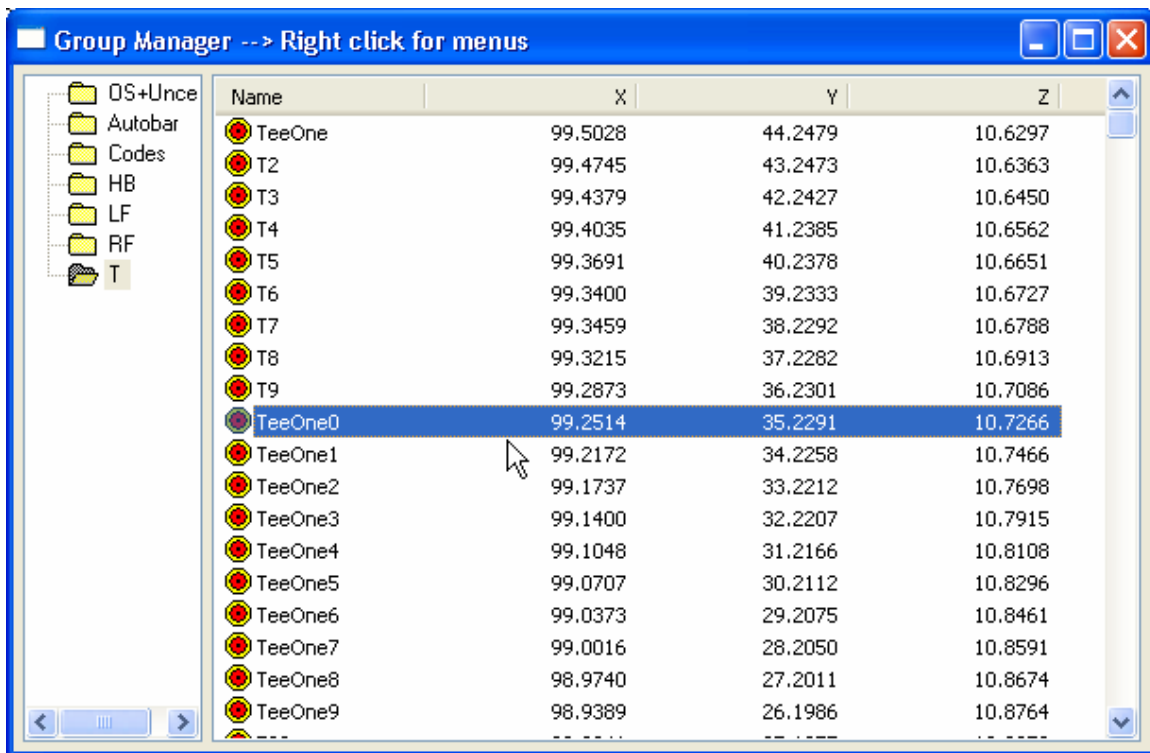 Group Manager --> Right click for menus
OS+Unce
Autobar
Codes
HB
LF
RF
T
Name X Y Z
TeeOne 99.5028 44.2479 10.6297
T2 99.4745 43.2473 10.6363
T3 99.4379 42.2427 10.6450
T4 99.4035 41.2385 10.6562
T5 99.3691 40.2378 10.6651
T6 99.3400 39.2333 10.6727
T7 99.3459 38.2292 10.6788
T8 99.3215 37.2282 10.6913
T9 99.2873 36.2301 10.7086
TeeOne0 99.2514 35.2291 10.7266
TeeOne1 99.2172 34.2258 10.7466
TeeOne2 99.1737 33.2212 10.7698
TeeOne3 99.1400 32.2207 10.7915
TeeOne4 99.1048 31.2166 10.8108
TeeOne5 99.0707 30.2112 10.8296
TeeOne6 99.0373 29.2075 10.8461
TeeOne7 99.0016 28.2050 10.8591
TeeOne8 98.9740 27.2011 10.8674
TeeOne9 98.9389 26.1986 10.8764